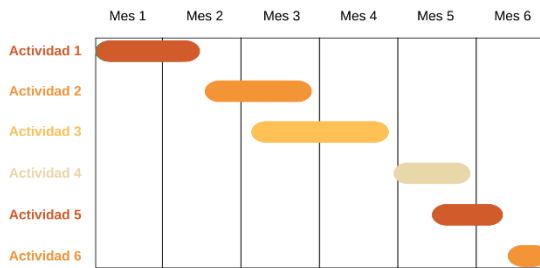 Mes 1 Mes 2 Mes 3 Mes 4 Mes 5 Mes 6
Actividad 1
Actividad 2
Actividad 3
Actividad 4
Actividad 5
Actividad 6